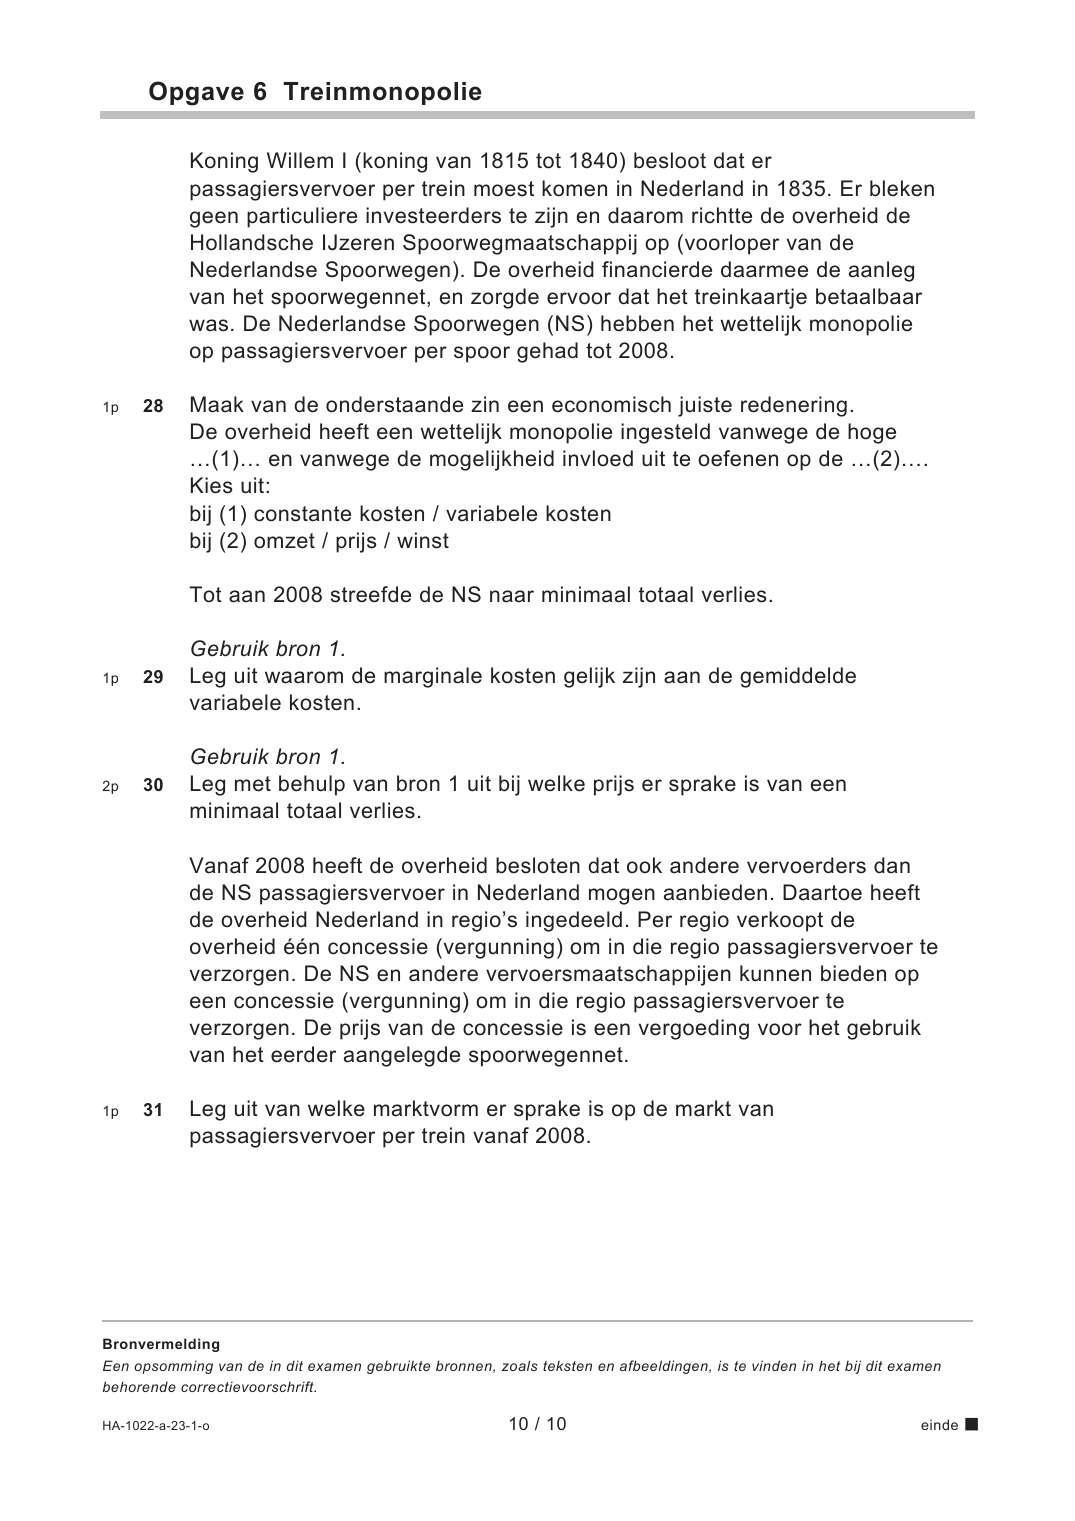 Opgave 6 Treinmonopolie
Koning Willem I (koning van 1815 tot 1840) besloot dat er
passagiersvervoer per trein moest komen in Nederland in 1835. Er bleken
geen particuliere investeerders te zijn en daarom richtte de overheid de
Hollandsche IJzeren Spoorwegmaatschappij op (voorloper van de
Nederlandse Spoorwegen). De overheid financierde daarmee de aanleg
van het spoorwegennet, en zorgde ervoor dat het treinkaartje betaalbaar
was. De Nederlandse Spoorwegen (NS) hebben het wettelijk monopolie
op passagiersvervoer per spoor gehad tot 2008.
1p 28 Maak van de onderstaande zin een economisch juiste redenering.
De overheid heeft een wettelijk monopolie ingesteld vanwege de hoge
…(1)… en vanwege de mogelijkheid invloed uit te oefenen op de …(2)….
Kies uit:
bij (1) constante kosten / variabele kosten
bij (2) omzet / prijs / winst
Tot aan 2008 streefde de NS naar minimaal totaal verlies.
Gebruik bron 1.
1p 29 Leg uit waarom de marginale kosten gelijk zijn aan de gemiddelde
variabele kosten.
Gebruik bron 1.
2p 30 Leg met behulp van bron 1 uit bij welke prijs er sprake is van een
minimaal totaal verlies.
Vanaf 2008 heeft de overheid besloten dat ook andere vervoerders dan
de NS passagiersvervoer in Nederland mogen aanbieden. Daartoe heeft
de overheid Nederland in regio's ingedeeld. Per regio verkoopt de
overheid één concessie (vergunning) om in die regio passagiersvervoer te
verzorgen. De NS en andere vervoersmaatschappijen kunnen bieden op
een concessie (vergunning) om in die regio passagiersvervoer te
verzorgen. De prijs van de concessie is een vergoeding voor het gebruik
van het eerder aangelegde spoorwegennet.
1p 31 Leg uit van welke marktvorm er sprake is op de markt van
passagiersvervoer per trein vanaf 2008.
Bronvermelding
Een opsomming van de in dit examen gebruikte bronnen, zoals teksten en afbeeldingen, is te vinden in het bij dit examen
behorende correctievoorschrift.
HA-1022-a-23-1-o 10 / 10 einde ■